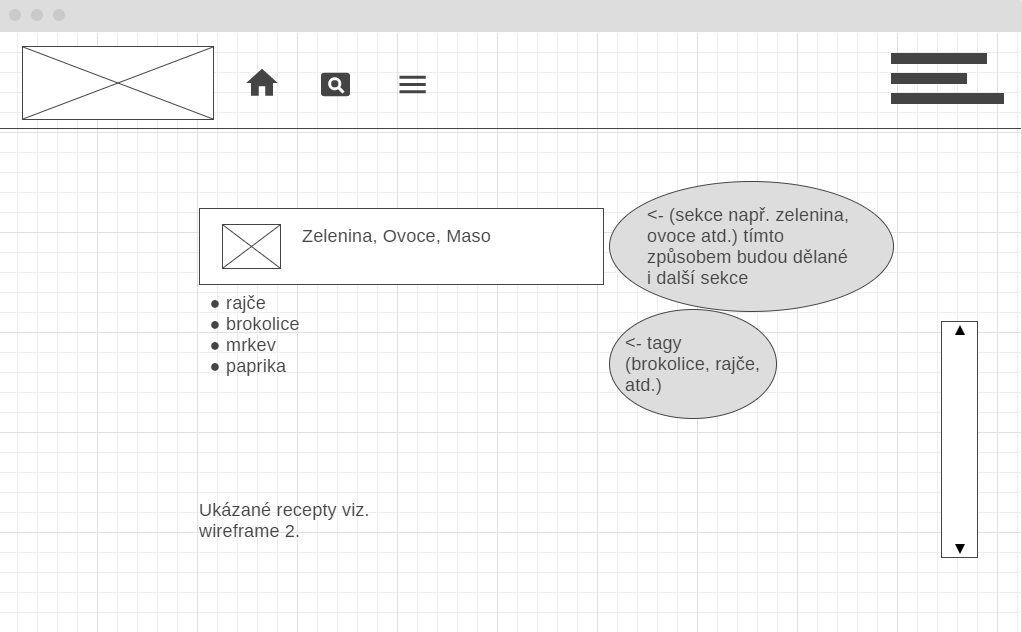 Zelenina, Ovoce, Maso
<- (sekce např. zelenina,
ovoce atd.) tímto
způsobem budou dělané
i další sekce
● rajče
● brokolice
● mrkev
● paprika
<- tagy
(brokolice, rajče,
atd.)
Ukázané recepty viz.
wireframe 2.